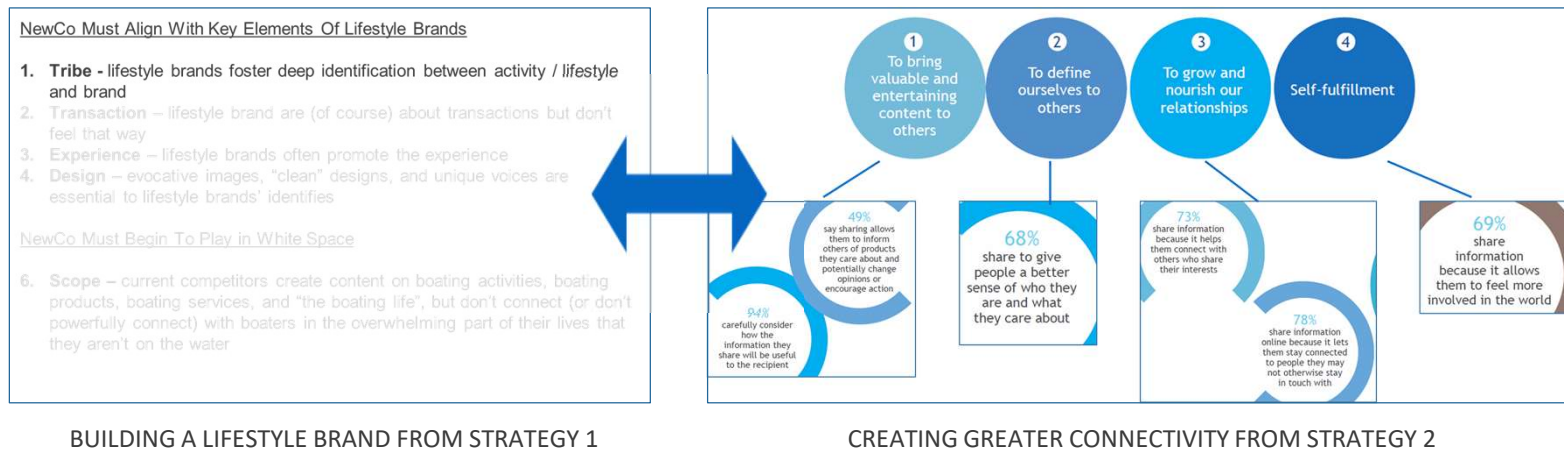 NewCo Must Align With Key Elements Of Lifestyle Brands
1. Tribe - lifestyle brands foster deep identification between activity / lifestyle
and brand
2. Transaction – lifestyle brand are (of course) about transactions but don't
feel that way
3. Experience – lifestyle brands often promote the experience
4. Design – evocative images, "clean" designs, and unique voices are
essential to lifestyle brands' identifies
NewCo Must Begin To Play in White Space
6. Scope – current competitors create content on boating activities, boating
products, boating services, and "the boating life", but don't connect (or don't
powerfully connect) with boaters in the overwhelming part of their lives that
they aren't on the water
BUILDING A LIFESTYLE BRAND FROM STRATEGY 1
1
To bring
valuable and
entertaining
content to
others
2
To define
ourselves to
others
3
To grow and
nourish our
relationships
4
Self-fulfillment
49%
say sharing allows
them to inform
others of products
they care about and
potentially change
opinions or
encourage action
94%
carefully consider
how the
information they
share will be useful
to the recipient
68%
share to give
people a better
sense of who they
are and what
they care about
73%
share information
because it helps
them connect with
others who share
their interests
78%
share information
online because it lets
them stay connected
to people they may
not otherwise stay
in touch with
69%
share
information
because it allows
them to feel more
involved in the world
CREATING GREATER CONNECTIVITY FROM STRATEGY 2